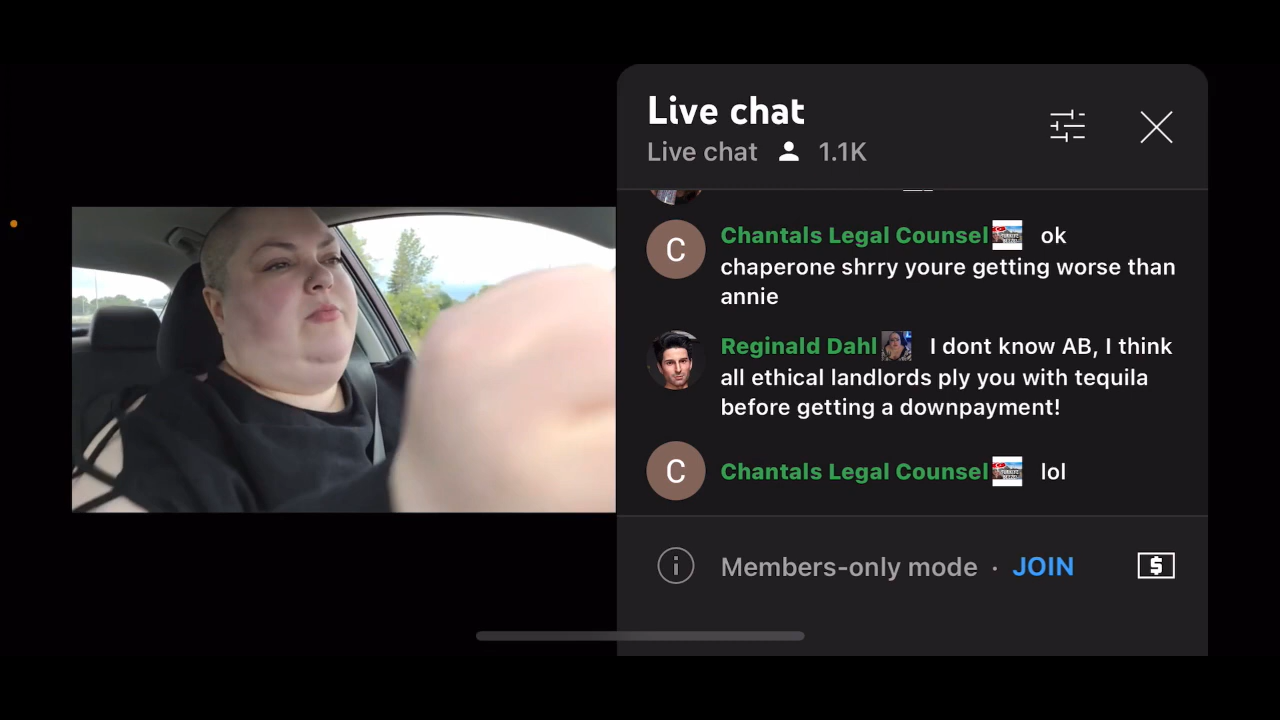 Live chat
Live chat 1.1K
Chantals Legal Counsel ok
chaperone shrry youre getting worse than
annie
Reginald Dahl I dont know AB, I think
all ethical landlords ply you with tequila
before getting a downpayment!
C
C
Chantals Legal Counsel lol
Members-only mode · JOIN
$